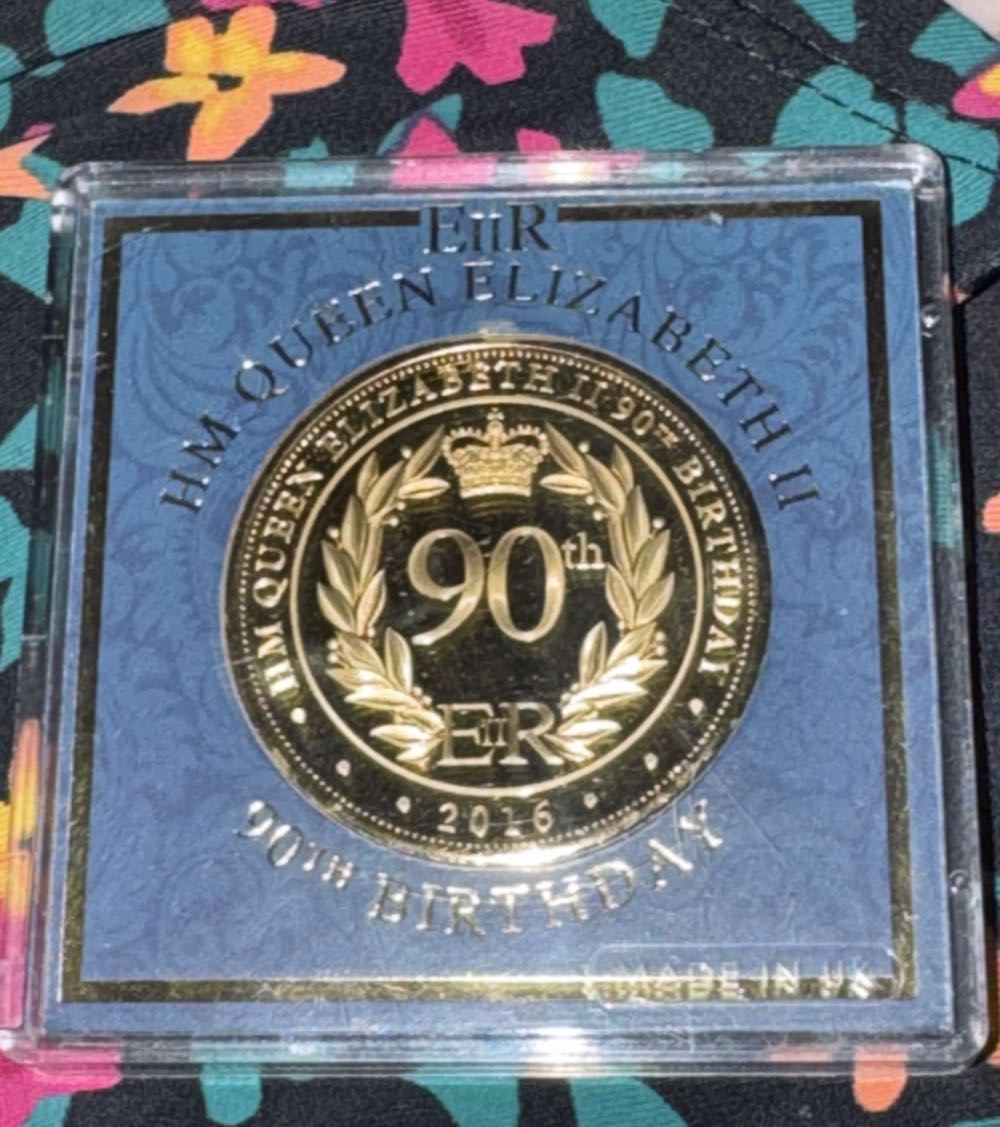 EIIR
HM QUEEN ELIZABETH II
HM QUEEN ELIZABETH II 90TH BIRTHDAY
90th
EIIR
2016
90TH BIRTHDAY
MADE IN UK